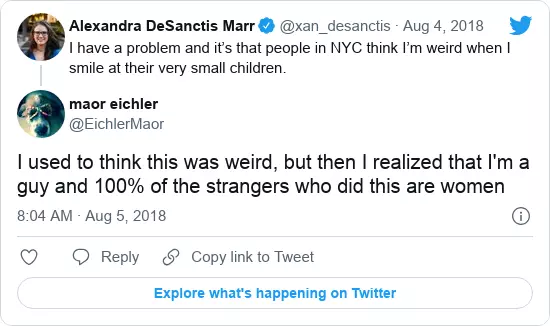 Alexandra DeSanctis Marr @xan_desanctis · Aug 4, 2018
I have a problem and it's that people in NYC think I'm weird when I
smile at their very small children.
maor eichler
@EichlerMaor
I used to think this was weird, but then I realized that I'm a
guy and 100% of the strangers who did this are women
8:04 AM · Aug 5, 2018
Reply Copy link to Tweet
Explore what's happening on Twitter